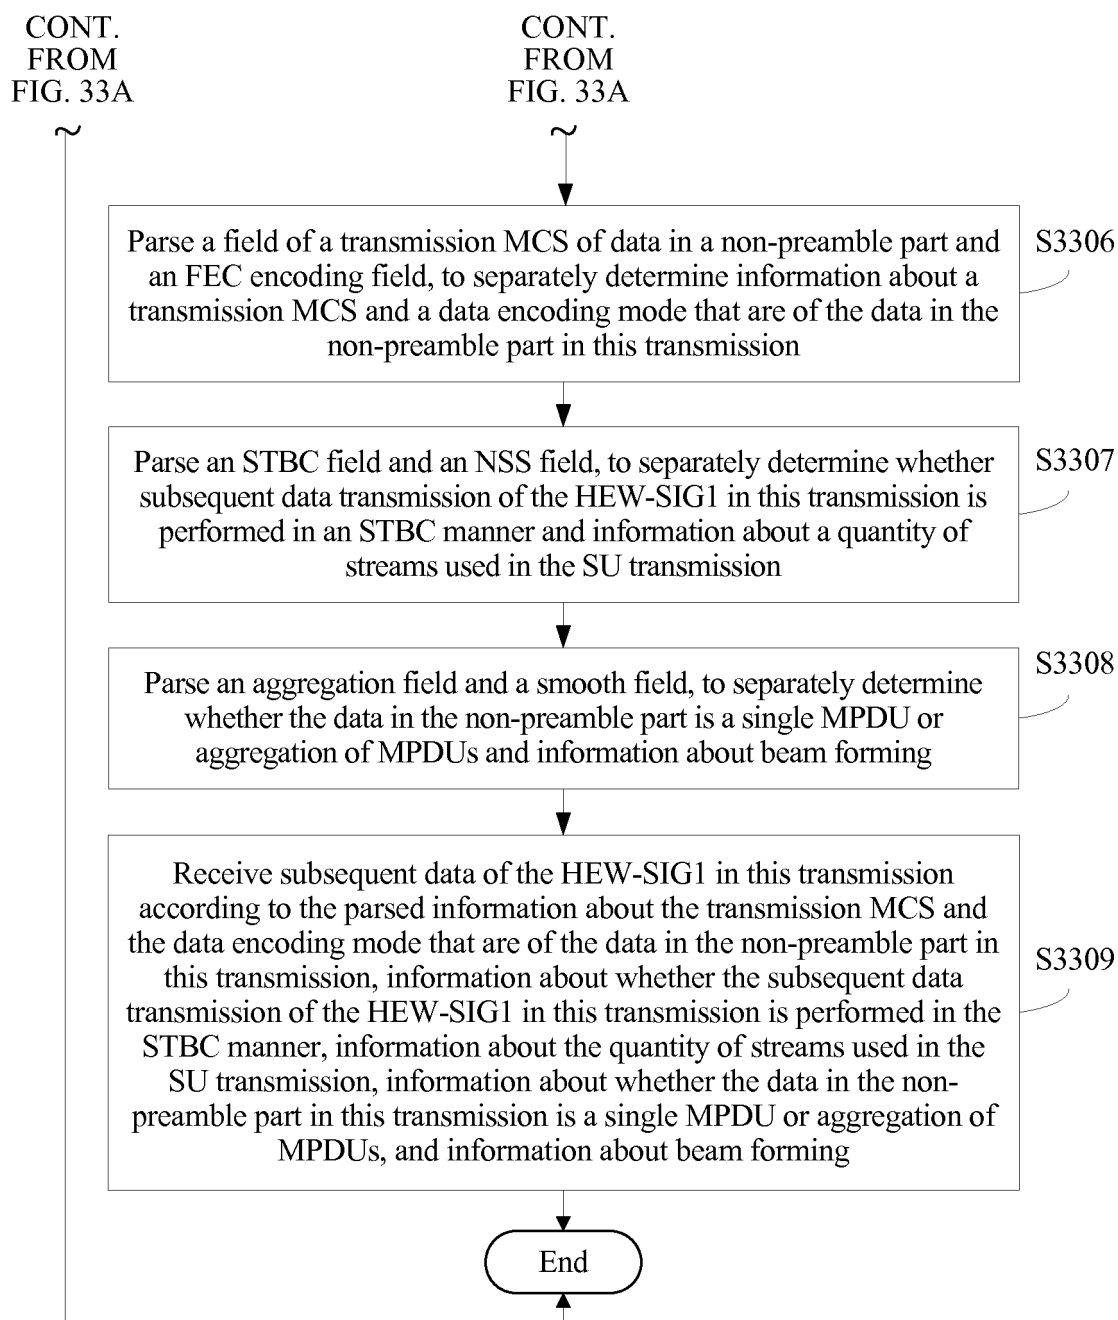 CONT.
FROM
FIG. 33A
CONT.
FROM
FIG. 33A
Parse a field of a transmission MCS of data in a non-preamble part and
an FEC encoding field, to separately determine information about a
transmission MCS and a data encoding mode that are of the data in the
non-preamble part in this transmission
S3306
Parse an STBC field and an NSS field, to separately determine whether
subsequent data transmission of the HEW-SIG1 in this transmission is
performed in an STBC manner and information about a quantity of
streams used in the SU transmission
S3307
Parse an aggregation field and a smooth field, to separately determine
whether the data in the non-preamble part is a single MPDU or
aggregation of MPDUs and information about beam forming
S3308
Receive subsequent data of the HEW-SIG1 in this transmission
according to the parsed information about the transmission MCS and
the data encoding mode that are of the data in the non-preamble part in
this transmission, information about whether the subsequent data
transmission of the HEW-SIG1 in this transmission is performed in the
STBC manner, information about the quantity of streams used in the
SU transmission, information about whether the data in the non-
preamble part in this transmission is a single MPDU or aggregation of
MPDUs, and information about beam forming
S3309
End